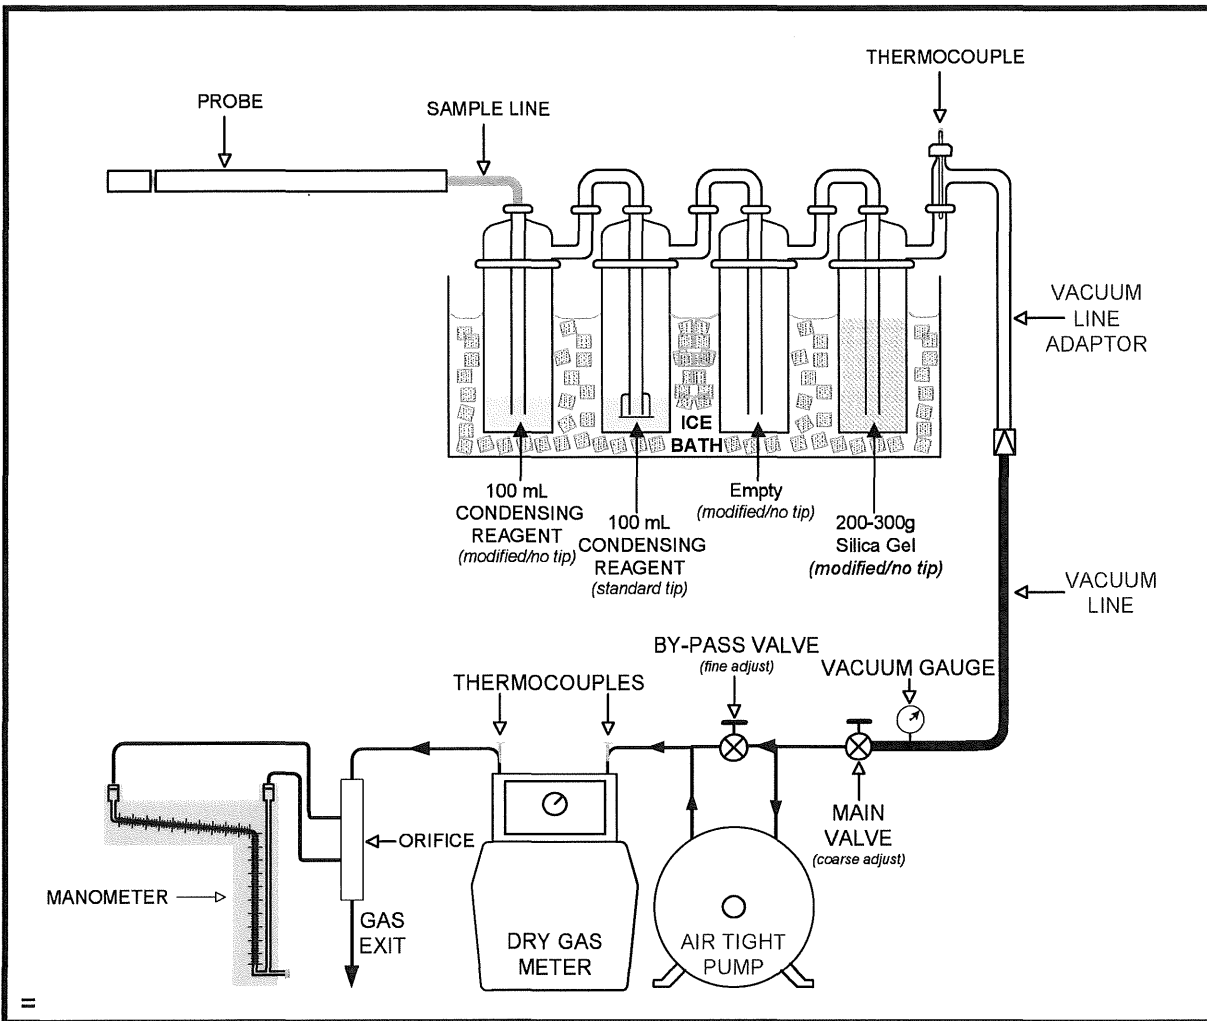 THERMOCOUPLE
PROBE
SAMPLE LINE
VACUUM
LINE
ADAPTOR
ICE
BATH
100 mL
CONDENSING
REAGENT
(modified/no tip)
100 mL
CONDENSING
REAGENT
(standard tip)
Empty
(modified/no tip)
200-300g
Silica Gel
(modified/no tip)
VACUUM
LINE
BY-PASS VALVE
(fine adjust)
VACUUM GAUGE
THERMOCOUPLES
MAIN
VALVE
(coarse adjust)
ORIFICE
MANOMETER
GAS
EXIT
DRY GAS
METER
AIR TIGHT
PUMP
=